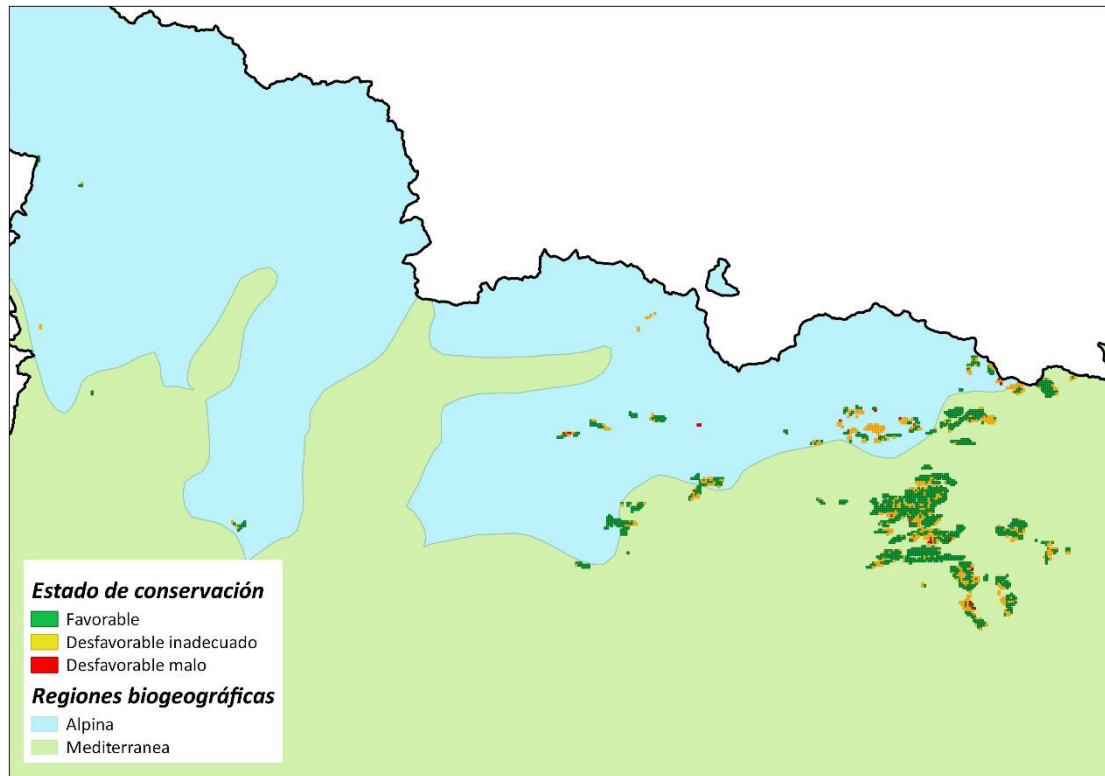 Estado de conservación
Favorable
Desfavorable inadecuado
Desfavorable malo
Regiones biogeográficas
Alpina
Mediterranea